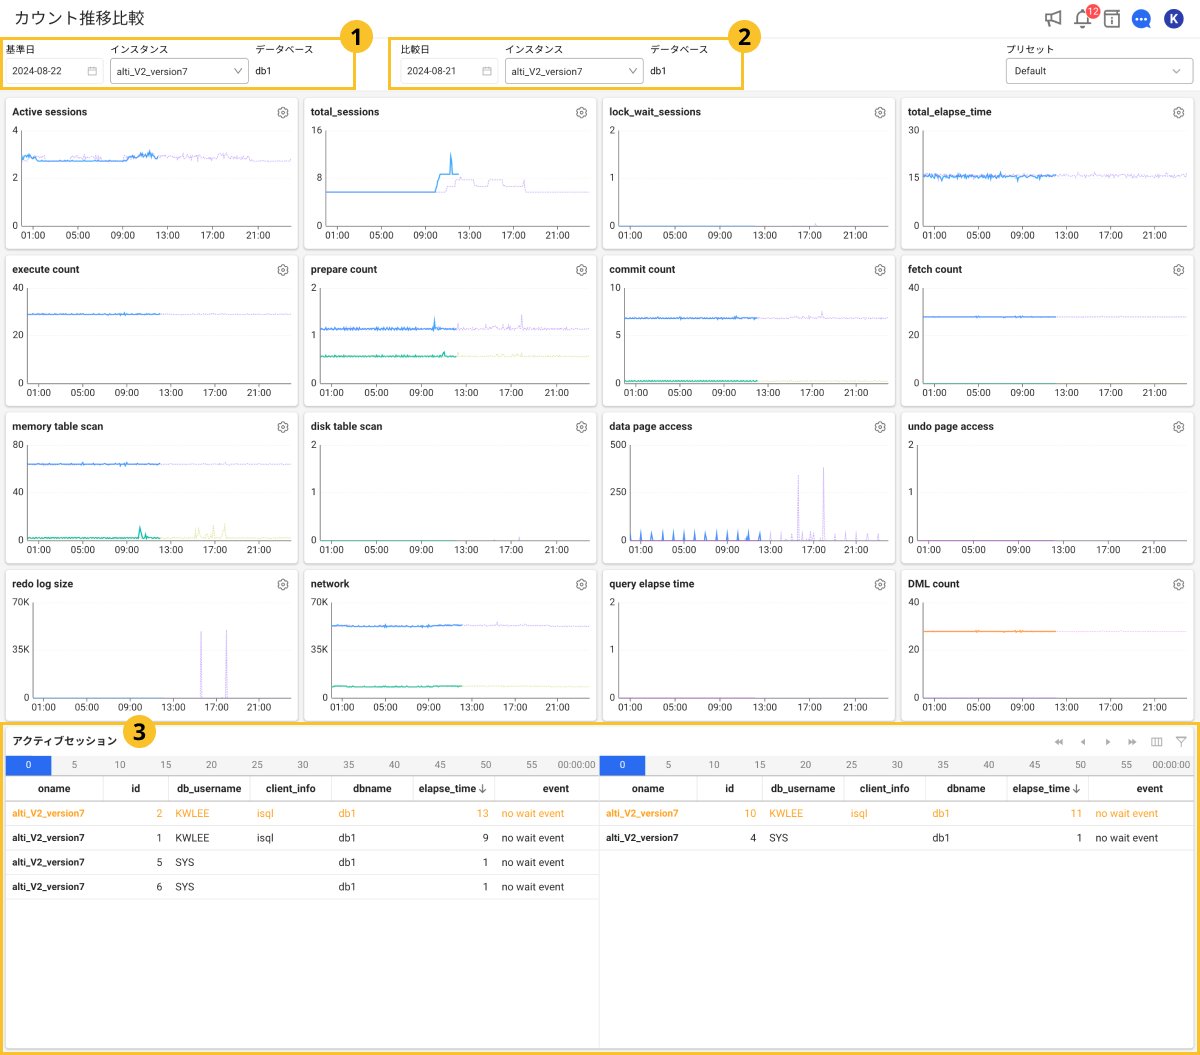 カウント推移比較
12
K
1
2
基準日 インスタンス データベース
2024-08-22 alti_V2_version7 db1
比較日 インスタンス データベース
2024-08-21 alti_V2_version7 db1
プリセット
Default
Active sessions
4
2
0
01:00 05:00 09:00 13:00 17:00 21:00
total_sessions
16
8
0
01:00 05:00 09:00 13:00 17:00 21:00
lock_wait_sessions
2
1
0
01:00 05:00 09:00 13:00 17:00 21:00
total_elapse_time
30
15
0
01:00 05:00 09:00 13:00 17:00 21:00
execute count
40
20
0
01:00 05:00 09:00 13:00 17:00 21:00
prepare count
2
1
0
01:00 05:00 09:00 13:00 17:00 21:00
commit count
10
5
0
01:00 05:00 09:00 13:00 17:00 21:00
fetch count
40
20
0
01:00 05:00 09:00 13:00 17:00 21:00
memory table scan
80
40
0
01:00 05:00 09:00 13:00 17:00 21:00
disk table scan
2
1
0
01:00 05:00 09:00 13:00 17:00 21:00
data page access
500
250
0
01:00 05:00 09:00 13:00 17:00 21:00
undo page access
2
1
0
01:00 05:00 09:00 13:00 17:00 21:00
redo log size
70K
35K
0
01:00 05:00 09:00 13:00 17:00 21:00
network
70K
35K
0
01:00 05:00 09:00 13:00 17:00 21:00
query elapse time
2
1
0
01:00 05:00 09:00 13:00 17:00 21:00
DML count
40
20
0
01:00 05:00 09:00 13:00 17:00 21:00
3
アクティブセッション
0 5 10 15 20 25 30 35 40 45 50 55 00:00:00
oname id db_username client_info dbname elapse_time event
alti_V2_version7 2 KWLEE isql db1 13 no wait event
alti_V2_version7 1 KWLEE isql db1 9 no wait event
alti_V2_version7 5 SYS db1 1 no wait event
alti_V2_version7 6 SYS db1 1 no wait event
0 5 10 15 20 25 30 35 40 45 50 55 00:00:00
oname id db_username client_info dbname elapse_time event
alti_V2_version7 10 KWLEE isql db1 11 no wait event
alti_V2_version7 4 SYS db1 1 no wait event